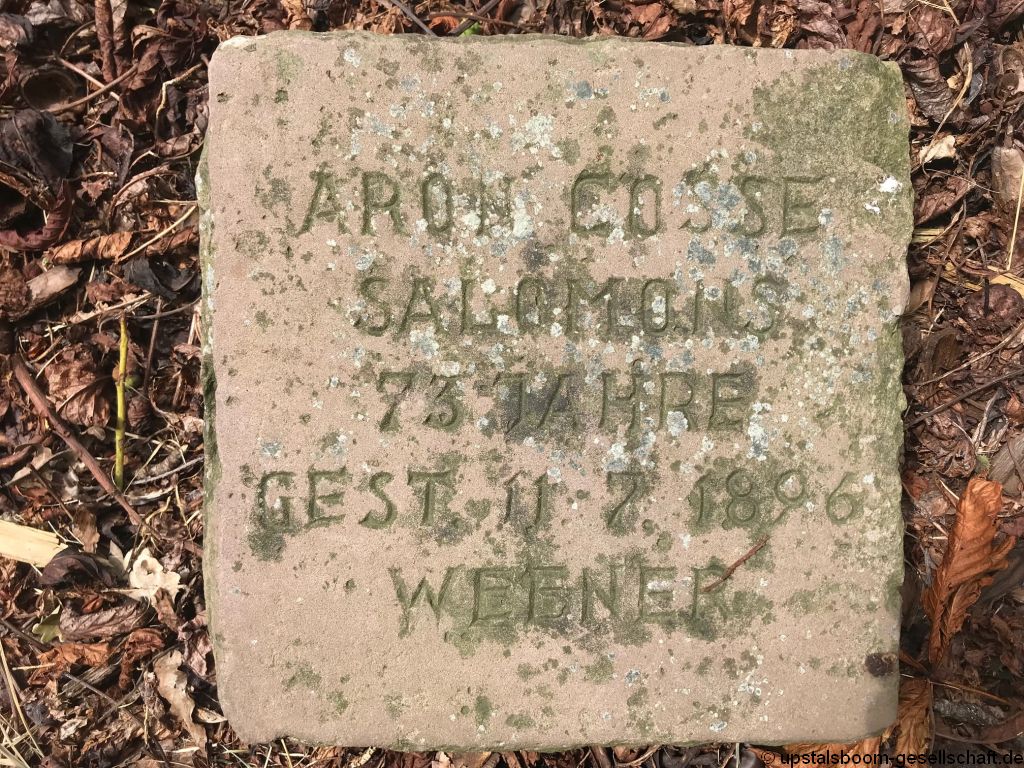 ARON COSSE
SALOMONS
73 JAHRE
GEST. 11. 7. 1896
WEENER
© upstalsboom-gesellschaft.de